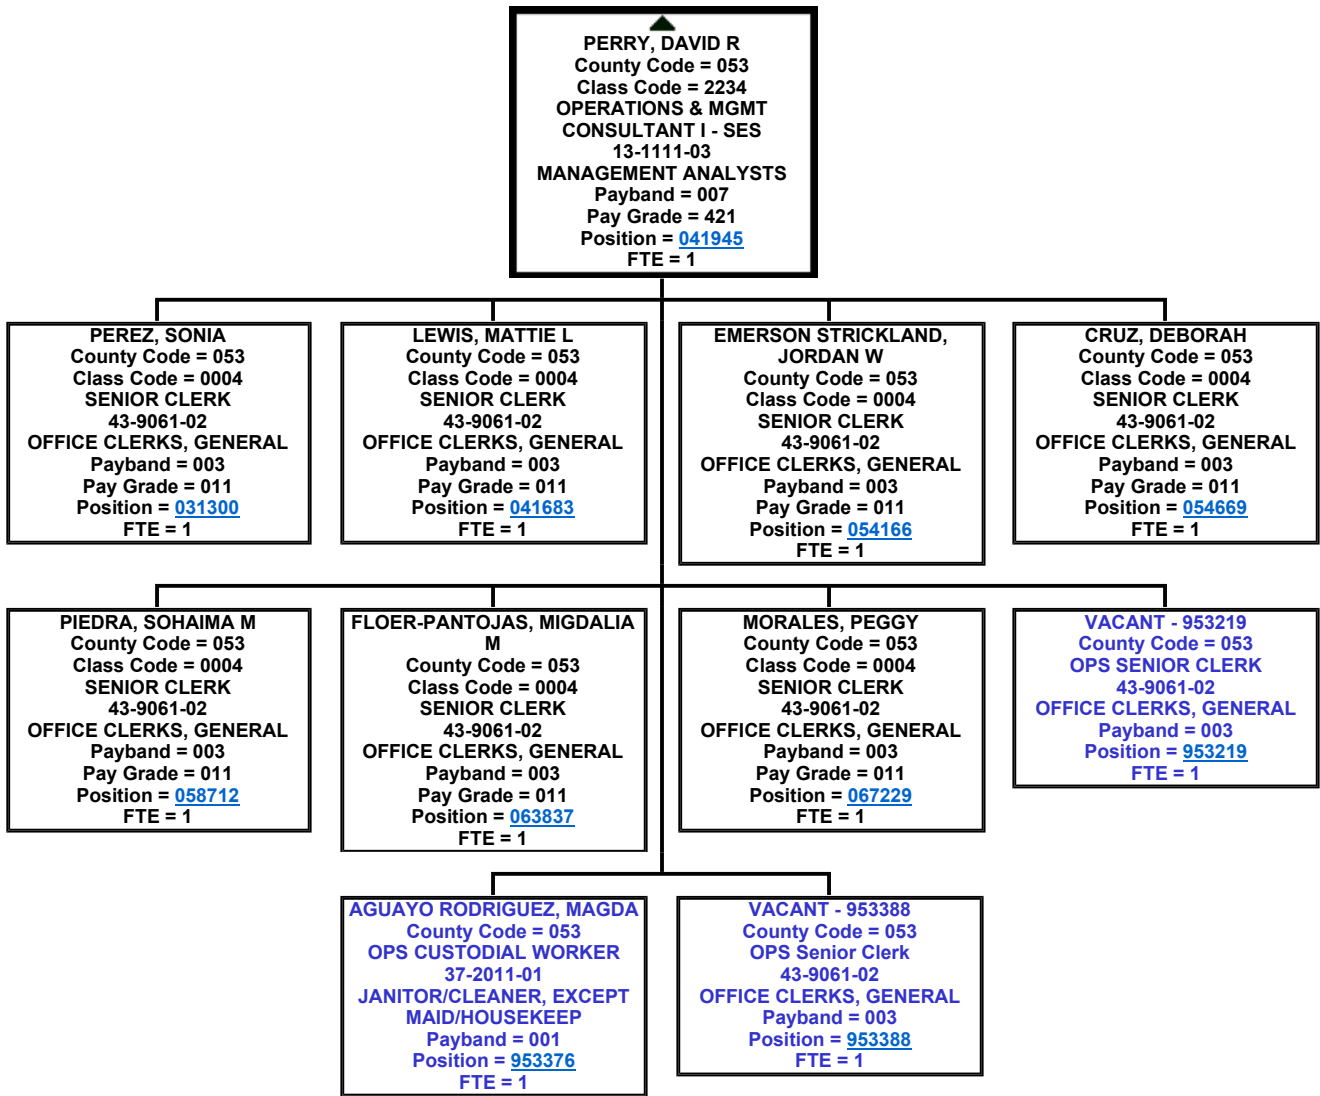 PERRY, DAVID R
County Code = 053
Class Code = 2234
OPERATIONS & MGMT
CONSULTANT I - SES
13-1111-03
MANAGEMENT ANALYSTS
Payband = 007
Pay Grade = 421
Position = 041945
FTE = 1
PEREZ, SONIA
County Code = 053
Class Code = 0004
SENIOR CLERK
43-9061-02
OFFICE CLERKS, GENERAL
Payband = 003
Pay Grade = 011
Position = 031300
FTE = 1
LEWIS, MATTIE L
County Code = 053
Class Code = 0004
SENIOR CLERK
43-9061-02
OFFICE CLERKS, GENERAL
Payband = 003
Pay Grade = 011
Position = 041683
FTE = 1
EMERSON STRICKLAND,
JORDAN W
County Code = 053
Class Code = 0004
SENIOR CLERK
43-9061-02
OFFICE CLERKS, GENERAL
Payband = 003
Pay Grade = 011
Position = 054166
FTE = 1
CRUZ, DEBORAH
County Code = 053
Class Code = 0004
SENIOR CLERK
43-9061-02
OFFICE CLERKS, GENERAL
Payband = 003
Pay Grade = 011
Position = 054669
FTE = 1
PIEDRA, SOHAIMA M
County Code = 053
Class Code = 0004
SENIOR CLERK
43-9061-02
OFFICE CLERKS, GENERAL
Payband = 003
Pay Grade = 011
Position = 058712
FTE = 1
FLOER-PANTOJAS, MIGDALIA
M
County Code = 053
Class Code = 0004
SENIOR CLERK
43-9061-02
OFFICE CLERKS, GENERAL
Payband = 003
Pay Grade = 011
Position = 063837
FTE = 1
MORALES, PEGGY
County Code = 053
Class Code = 0004
SENIOR CLERK
43-9061-02
OFFICE CLERKS, GENERAL
Payband = 003
Pay Grade = 011
Position = 067229
FTE = 1
VACANT - 953219
County Code = 053
OPS SENIOR CLERK
43-9061-02
OFFICE CLERKS, GENERAL
Payband = 003
Position = 953219
FTE = 1
AGUAYO RODRIGUEZ, MAGDA
County Code = 053
OPS CUSTODIAL WORKER
37-2011-01
JANITOR/CLEANER, EXCEPT
MAID/HOUSEKEEP
Payband = 001
Position = 953376
FTE = 1
VACANT - 953388
County Code = 053
OPS Senior Clerk
43-9061-02
OFFICE CLERKS, GENERAL
Payband = 003
Position = 953388
FTE = 1